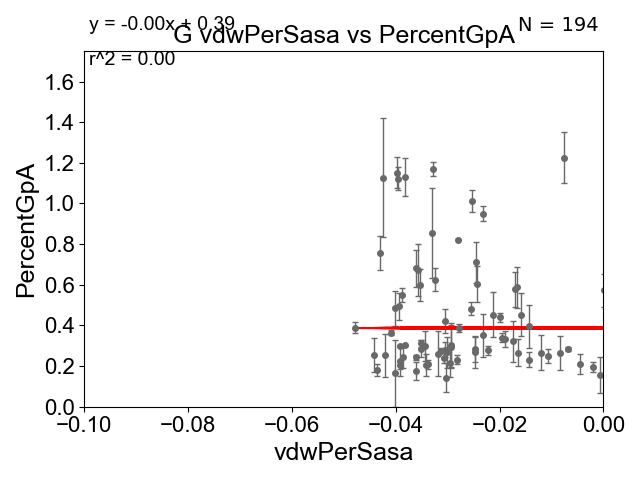 y = -0.00x + 0.39
G vdwPerSasa vs PercentGpA
N = 194
r^2 = 0.00
PercentGpA
1.6
1.4
1.2
1.0
0.8
0.6
0.4
0.2
0.0
−0.10
−0.08
−0.06
−0.04
−0.02
0.00
vdwPerSasa